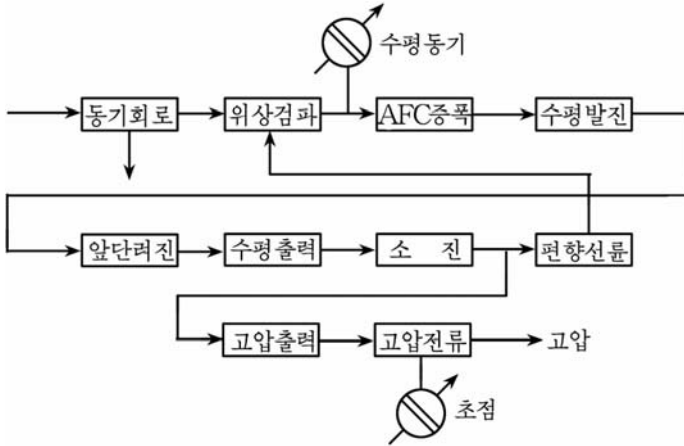 수평동기
동기회로 위상검파 AFC증폭 수평발진
앞단려진 수평출력 소 진 편향선륜
고압출력 고압전류 고압
초점